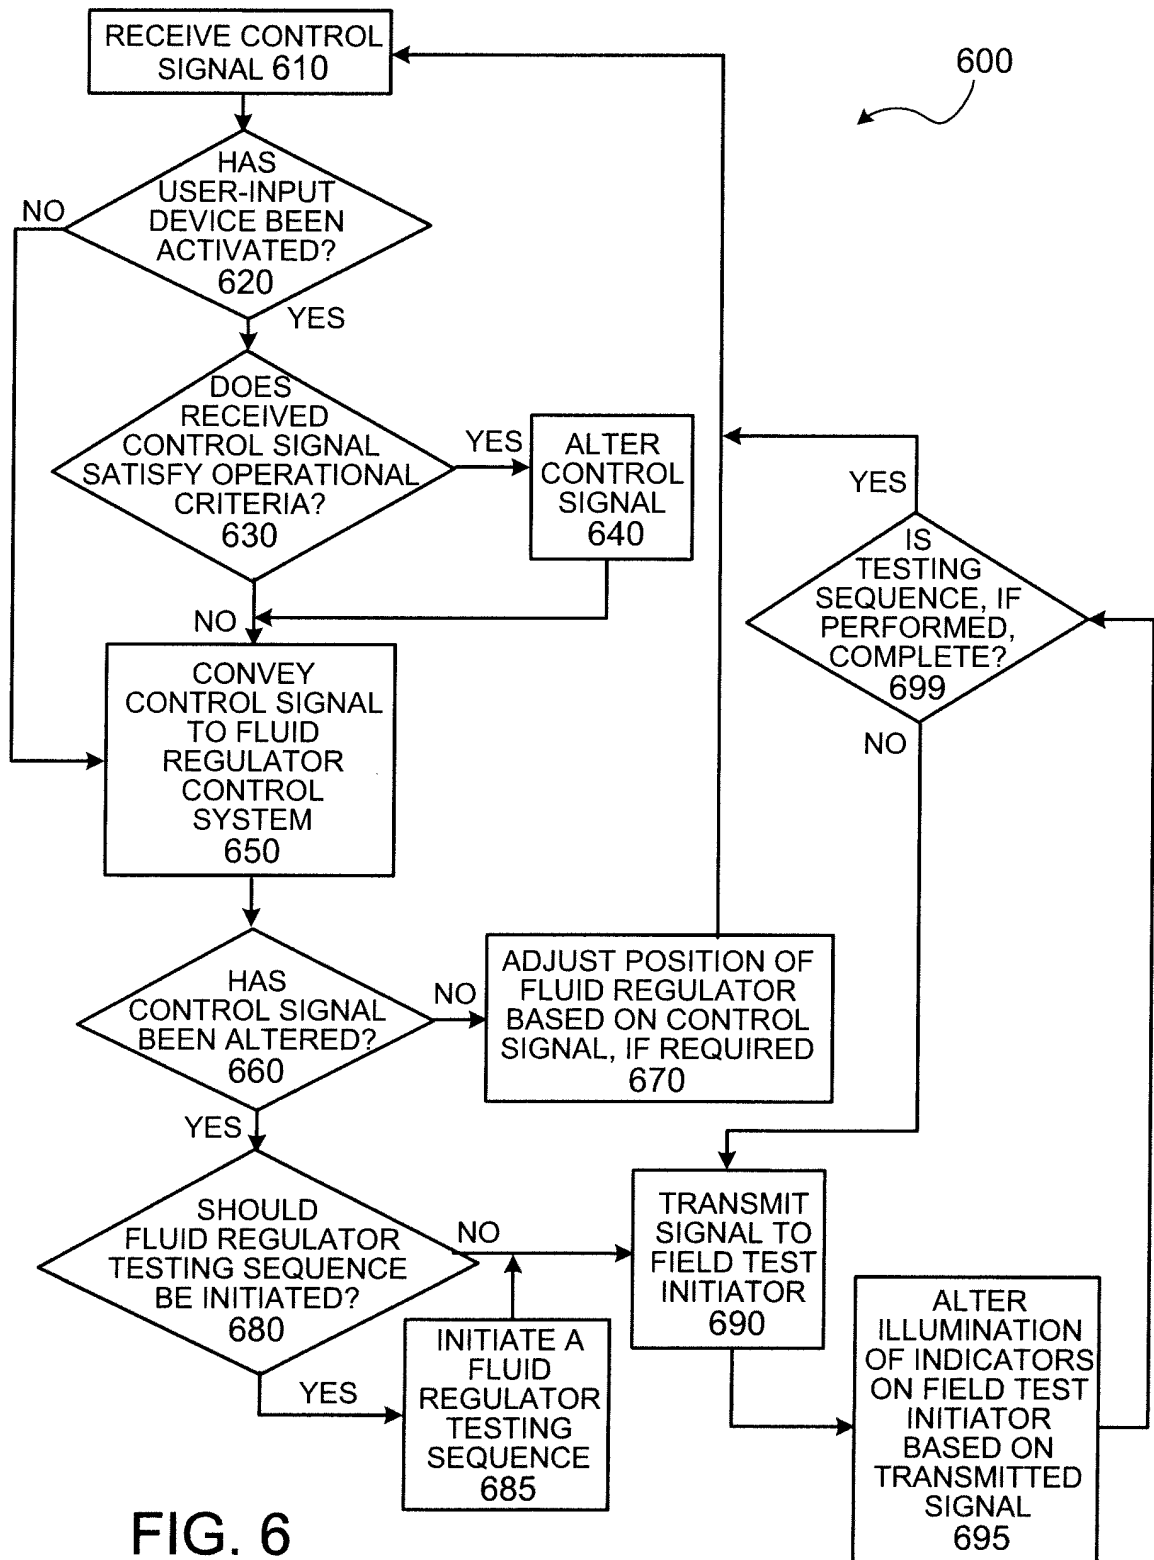 RECEIVE CONTROL
SIGNAL 610
600
HAS
USER-INPUT
DEVICE BEEN
ACTIVATED?
620
NO
YES
DOES
RECEIVED
CONTROL SIGNAL
SATISFY OPERATIONAL
CRITERIA?
630
YES
ALTER
CONTROL
SIGNAL
640
NO
YES
IS
TESTING
SEQUENCE, IF
PERFORMED,
COMPLETE?
699
NO
CONVEY
CONTROL SIGNAL
TO FLUID
REGULATOR
CONTROL
SYSTEM
650
HAS
CONTROL SIGNAL
BEEN ALTERED?
660
NO
ADJUST POSITION OF
FLUID REGULATOR
BASED ON CONTROL
SIGNAL, IF REQUIRED
670
YES
SHOULD
FLUID REGULATOR
TESTING SEQUENCE
BE INITIATED?
680
NO
YES
INITIATE A
FLUID
REGULATOR
TESTING
SEQUENCE
685
TRANSMIT
SIGNAL TO
FIELD TEST
INITIATOR
690
ALTER
ILLUMINATION
OF INDICATORS
ON FIELD TEST
INITIATOR
BASED ON
TRANSMITTED
SIGNAL
695
FIG. 6